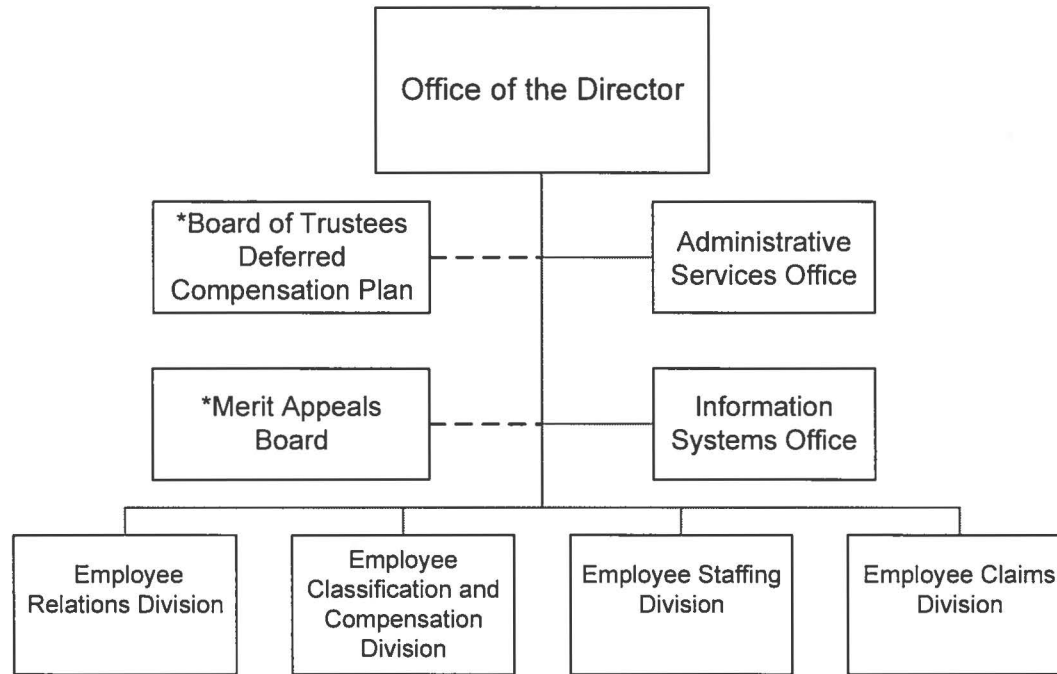 Office of the Director
*Board of Trustees
Deferred
Compensation Plan
Administrative
Services Office
*Merit Appeals
Board
Information
Systems Office
Employee
Relations Division
Employee
Classification and
Compensation
Division
Employee Staffing
Division
Employee Claims
Division